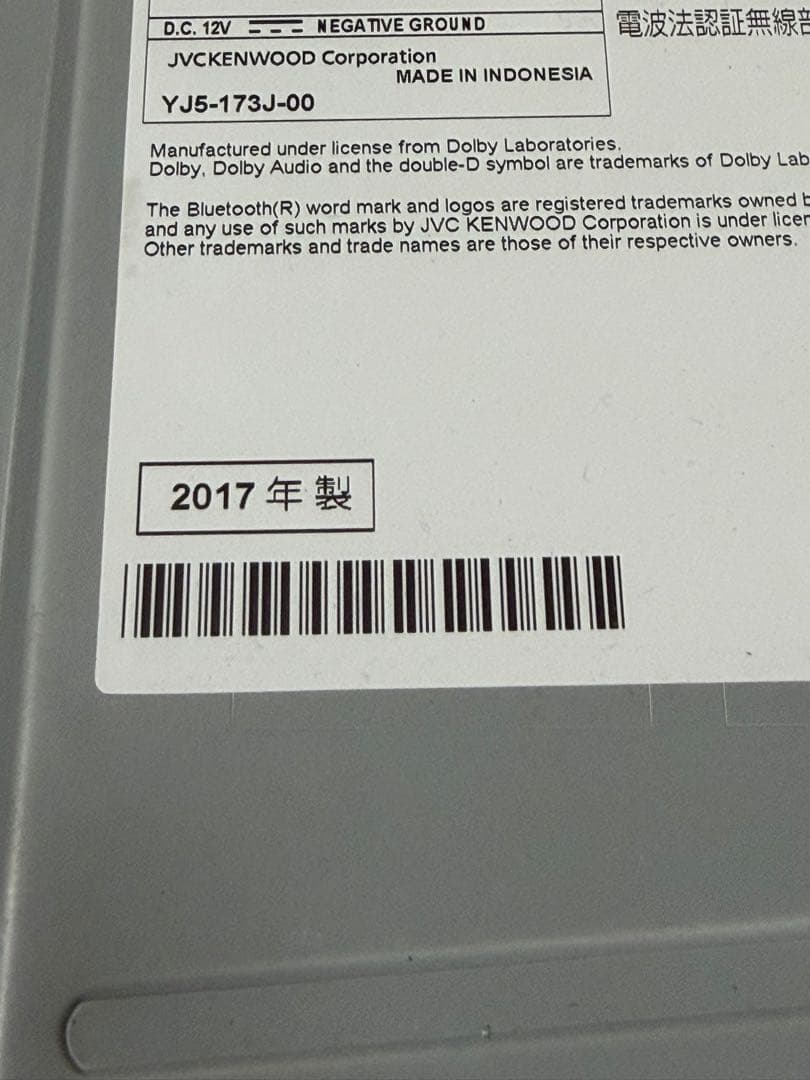 D.C. 12V NEGATIVE GROUND
電波法認証無線部
JVCKENWOOD Corporation
MADE IN INDONESIA
YJ5-173J-00
Manufactured under license from Dolby Laboratories.
Dolby, Dolby Audio and the double-D symbol are trademarks of Dolby Lab
The Bluetooth(R) word mark and logos are registered trademarks owned b
and any use of such marks by JVC KENWOOD Corporation is under licen
Other trademarks and trade names are those of their respective owners.
2017 年 製